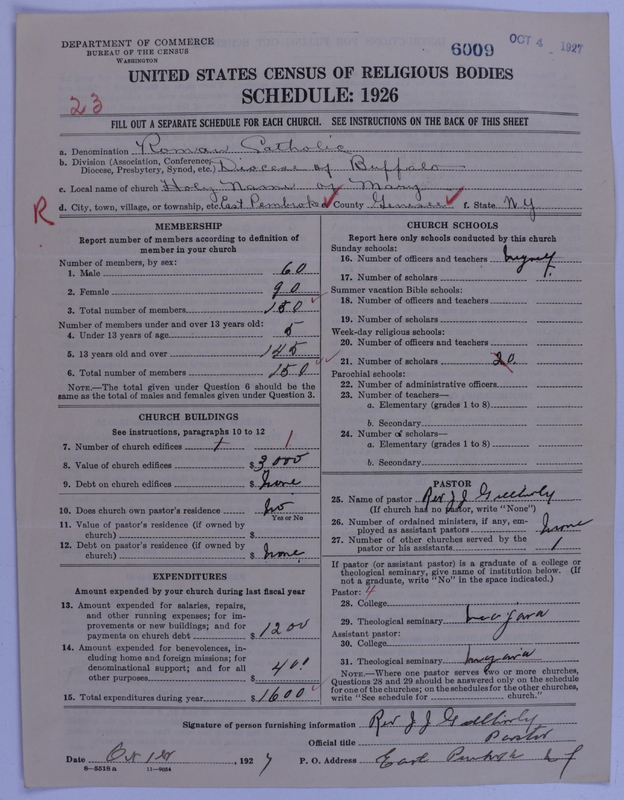 DEPARTMENT OF COMMERCE
BUREAU OF THE CENSUS
WASHINGTON
6009 OCT 4 1927
UNITED STATES CENSUS OF RELIGIOUS BODIES
SCHEDULE: 1926
23
FILL OUT A SEPARATE SCHEDULE FOR EACH CHURCH. SEE INSTRUCTIONS ON THE BACK OF THIS SHEET
a. Denomination Roman Catholic
b. Division (Association, Conference, Diocese, Presbytery, Synod, etc.) Diocese of Buffalo
c. Local name of church Holy Name of Mary
R d. City, town, village, or township, etc. East Pembroke e. County Genesee f. State N.Y
MEMBERSHIP
Report number of members according to definition of
member in your church
Number of members, by sex:
1. Male 60
2. Female 90
3. Total number of members 150
Number of members under and over 13 years old:
4. Under 13 years of age 5
5. 13 years old and over 145
6. Total number of members 150
NOTE.—The total given under Question 6 should be
same as the total of males and females given under Question 3.
CHURCH BUILDINGS
See instructions, paragraphs 10 to 12
7. Number of church edifices 1
8. Value of church edifices $3,000
9. Debt on church edifices $none
10. Does church own pastor's residence no
Yes or No
11. Value of pastor's residence (if owned by
church) $
12. Debt on pastor's residence (if owned by
church) $none
EXPENDITURES
Amount expended by your church during last fiscal year
13. Amount expended for salaries, repairs,
and other running expenses; for im-
provements or new buildings; and for
payments on church debt $1200
14. Amount expended for benevolences, in-
cluding home and foreign missions; for
denominational support; and for all
other purposes $400
15. Total expenditures during year $1600
CHURCH SCHOOLS
Report here only schools conducted by this church
Sunday schools:
16. Number of officers and teachers
17. Number of scholars
Summer vacation Bible schools:
18. Number of officers and teachers
19. Number of scholars
Week-day religious schools:
20. Number of officers and teachers
21. Number of scholars 20.
Parochial schools:
22. Number of administrative officers
23. Number of teachers—
a. Elementary (grades 1 to 8)
b. Secondary
24. Number of scholars—
a. Elementary (grades 1 to 8)
b. Secondary
PASTOR
25. Name of pastor Rev J J
(If church has no pastor, write "None")
26. Number of ordained ministers, if any, em-
ployed as assistant pastors none
27. Number of other churches served by the
pastor or his assistants 1
If pastor (or assistant pastor) is a graduate of a college or
theological seminary, give name of institution below. (If
not a graduate, write "No" in the space indicated.)
Pastor: 4
28. College
29. Theological seminary
Assistant pastor:
30. College
31. Theological seminary
NOTE.—Where one pastor serves two or more churches,
Questions 28 and 29 should be answered only on the schedule
for one of the churches; on the schedules for the other churches,
write "See schedule for church."
Signature of person furnishing information Rev J J
Official title Pastor
Date Oct 1st, 1927 P. O. Address East Pembroke N Y
6—5518a 11—9034